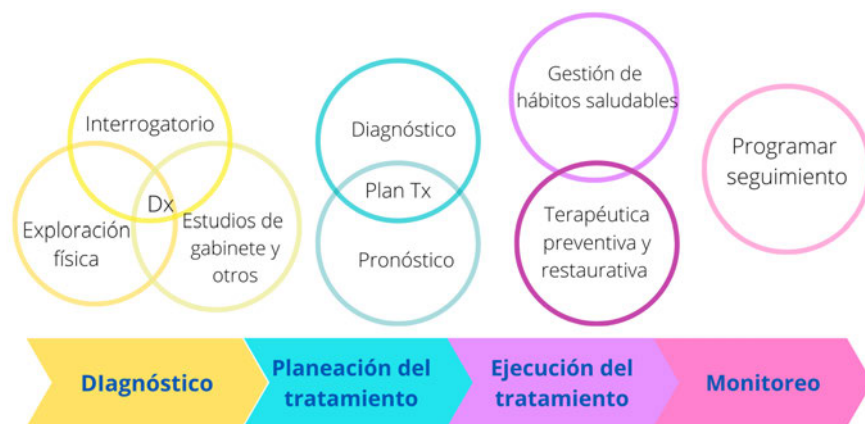 Interrogatorio
Dx
Exploración
física
Estudios de
gabinete y
otros
Diagnóstico
Plan Tx
Pronóstico
Gestión de
hábitos saludables
Terapéutica
preventiva y
restaurativa
Programar
seguimiento
DIagnóstico
Planeación del
tratamiento
Ejecución del
tratamiento
Monitoreo